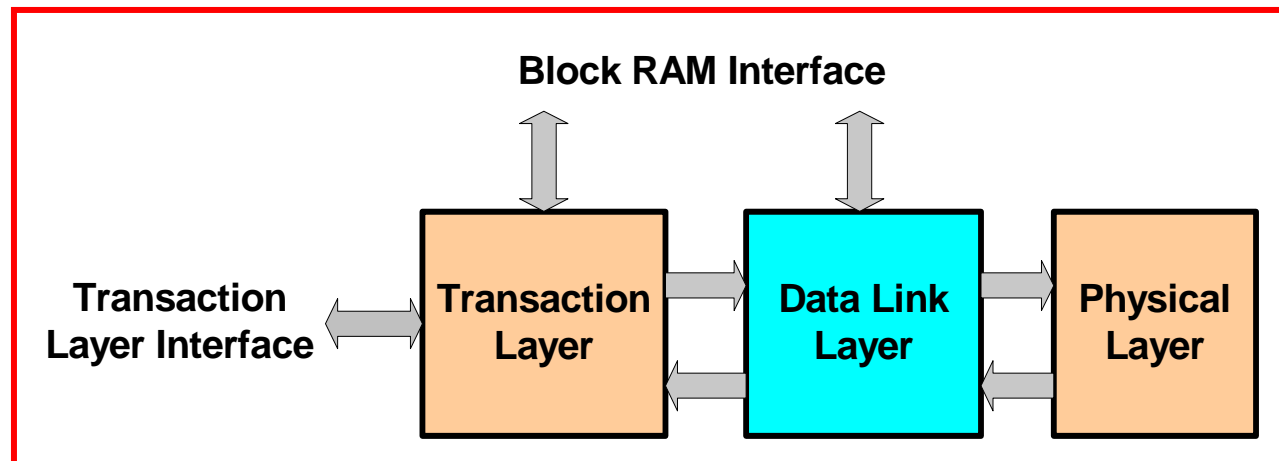 Block RAM Interface
Transaction
Layer Interface
Transaction
Layer
Data Link
Layer
Physical
Layer